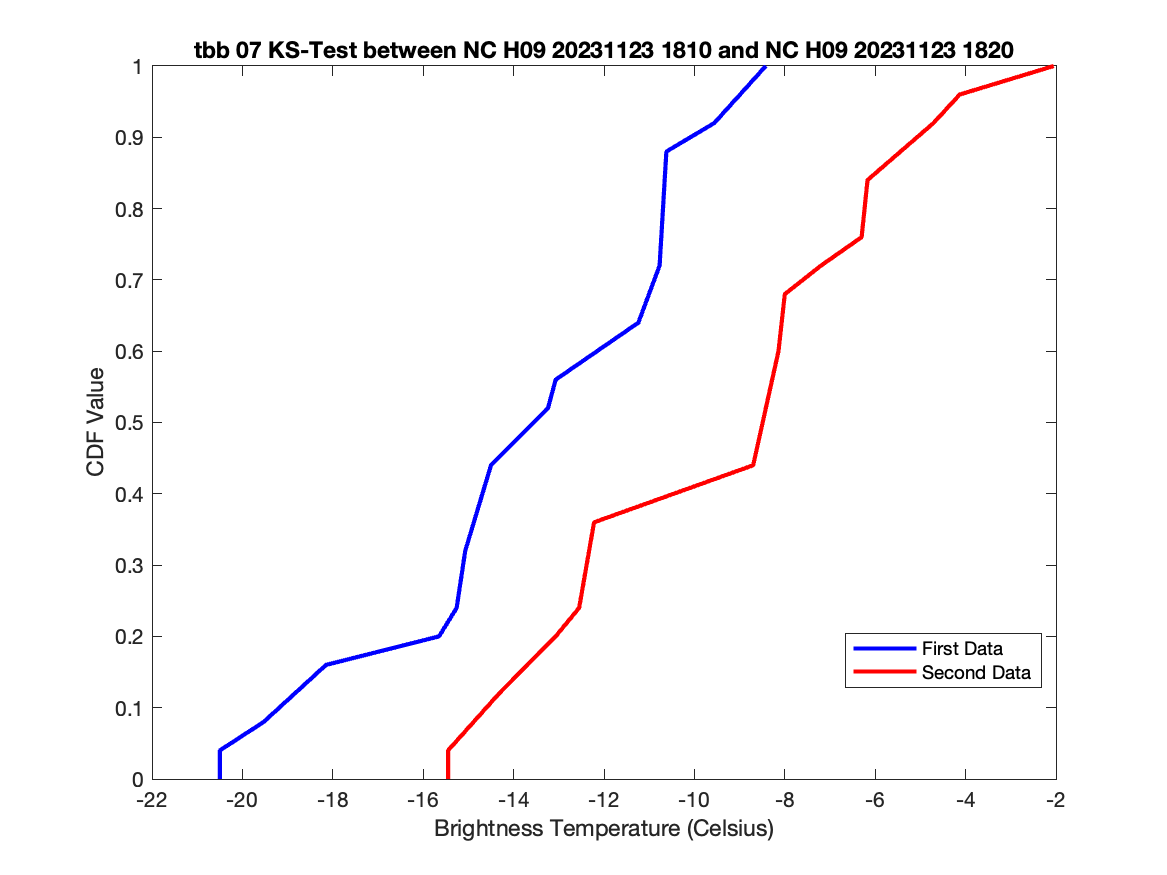 tbb 07 KS-Test between NC H09 20231123 1810 and NC H09 20231123 1820
1
0.9
0.8
0.7
0.6
0.5
0.4
0.3
0.2
0.1
0
CDF Value
First Data
Second Data
-22 -20 -18 -16 -14 -12 -10 -8 -6 -4 -2
Brightness Temperature (Celsius)